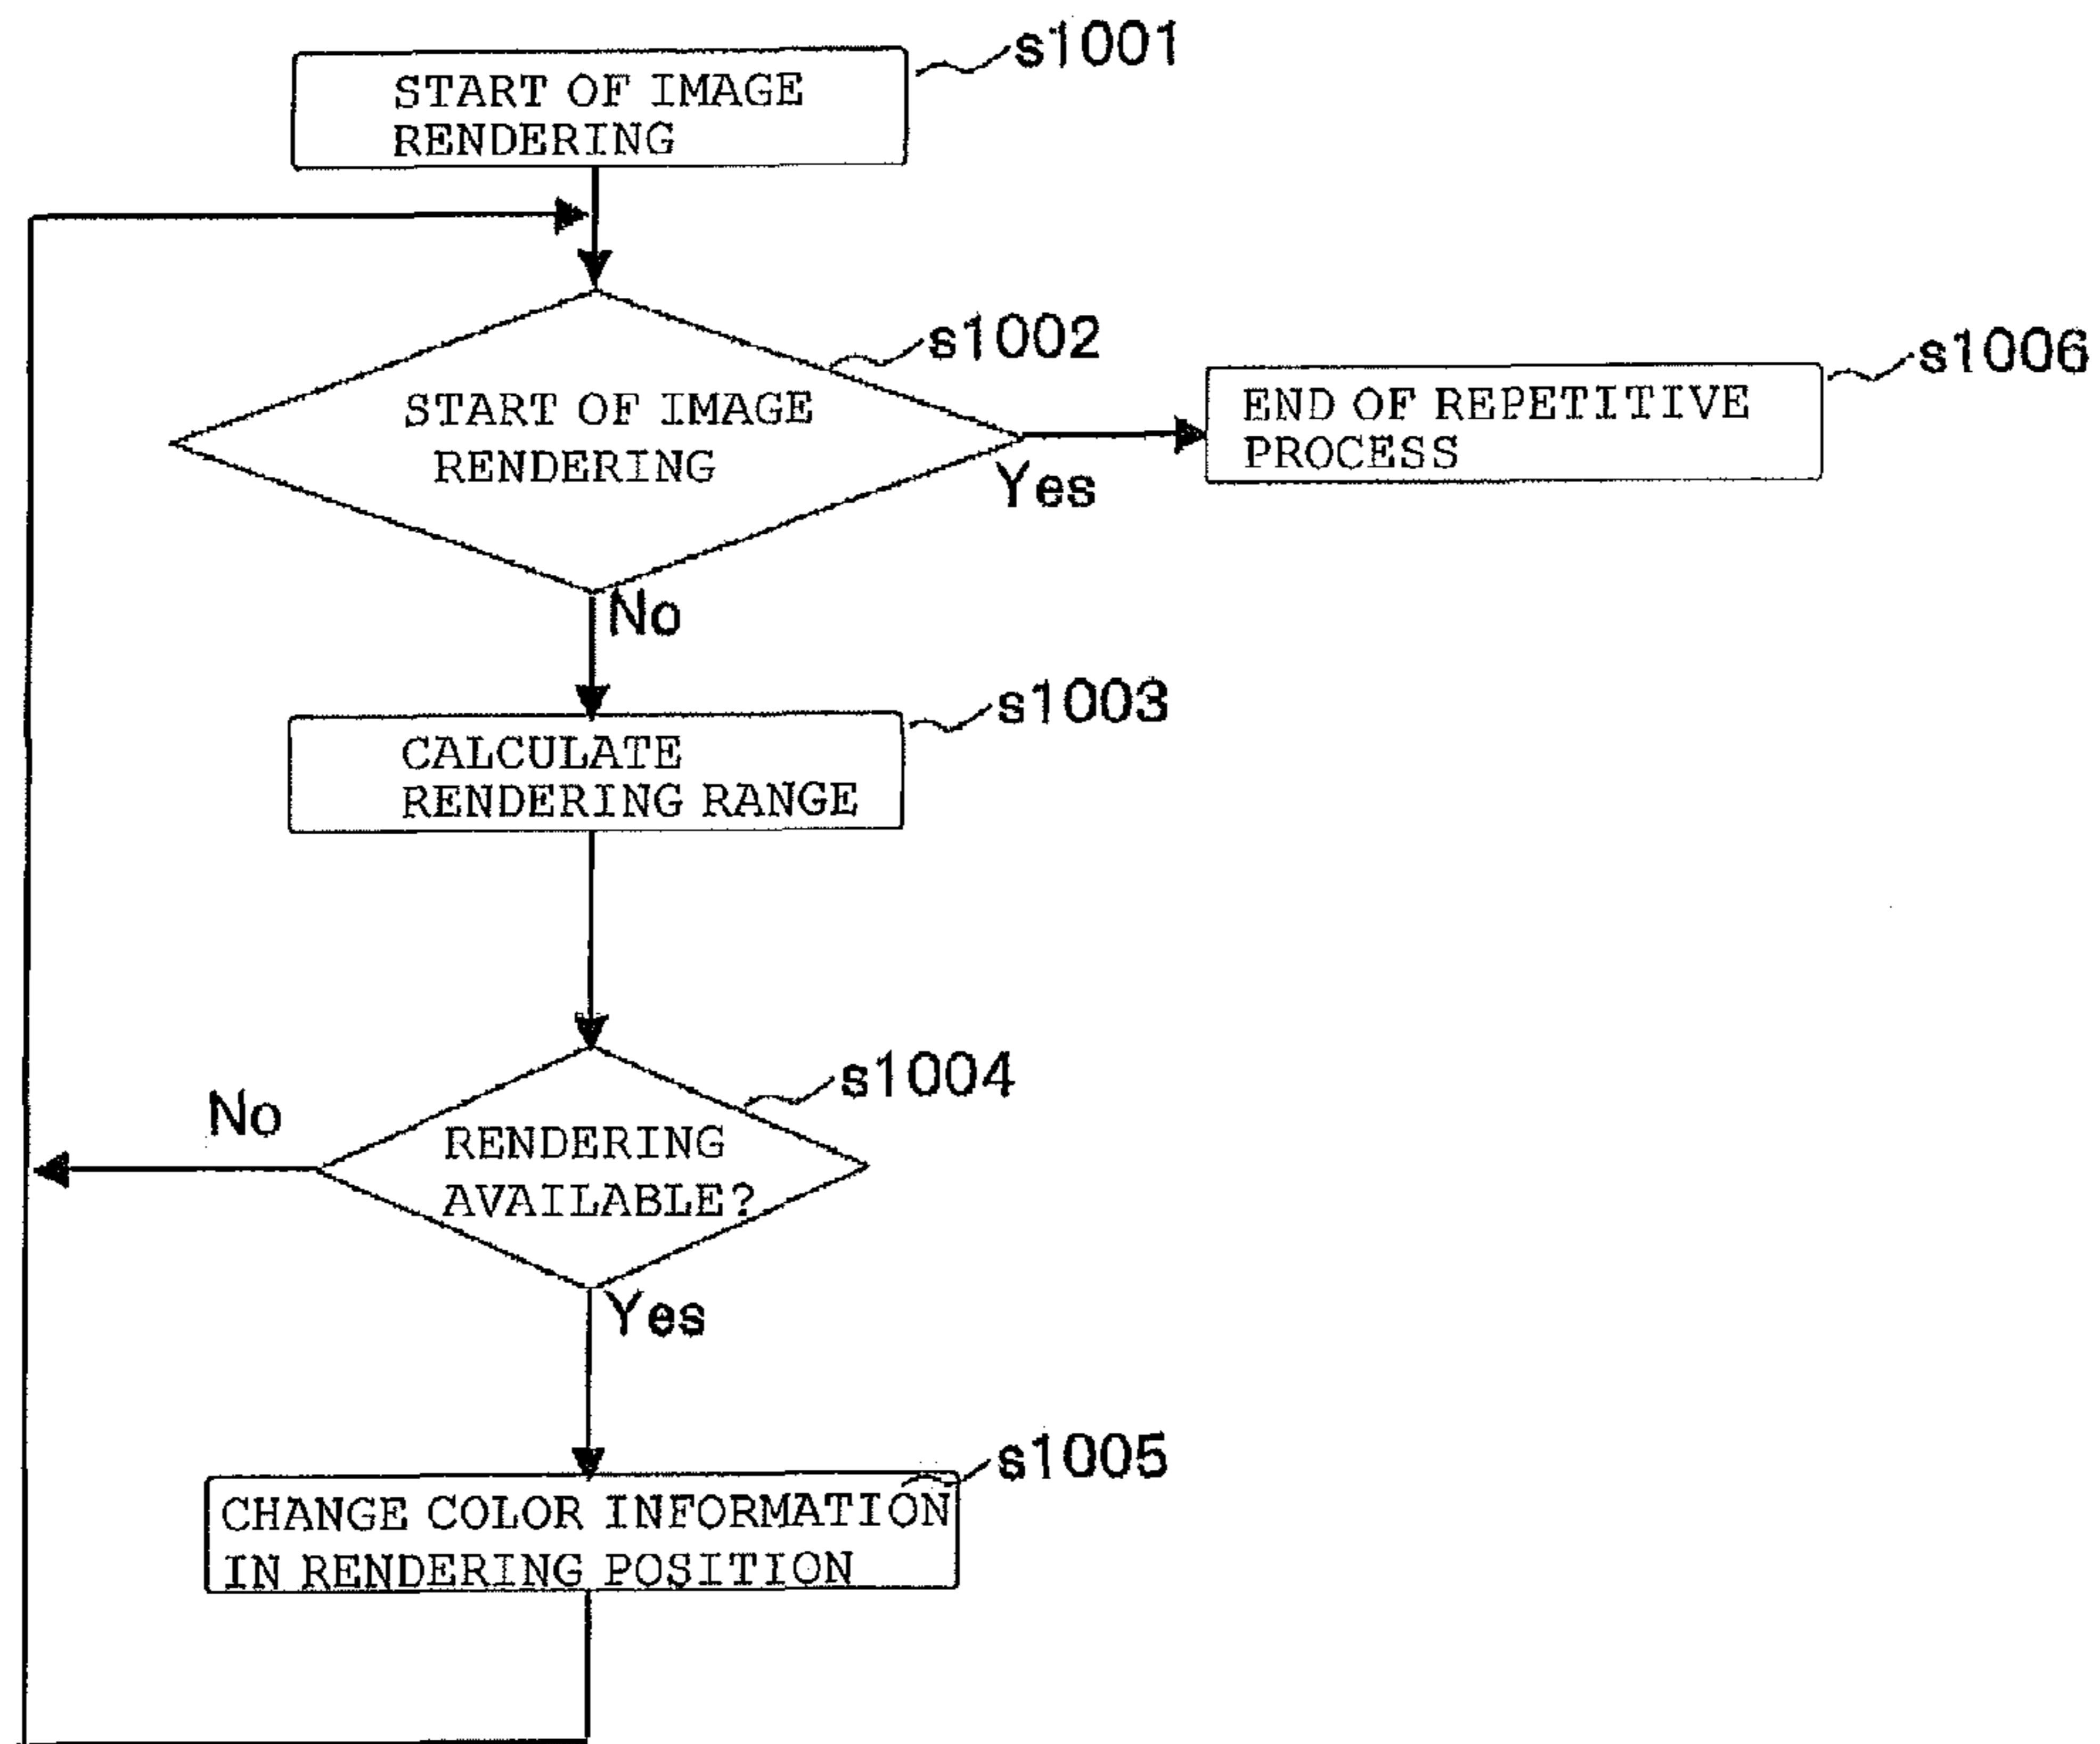 s1001
START OF IMAGE
RENDERING
s1002
START OF IMAGE
RENDERING
Yes
s1006
END OF REPETITIVE
PROCESS
No
s1003
CALCULATE
RENDERING RANGE
s1004
No
RENDERING
AVAILABLE?
Yes
s1005
CHANGE COLOR INFORMATION
IN RENDERING POSITION